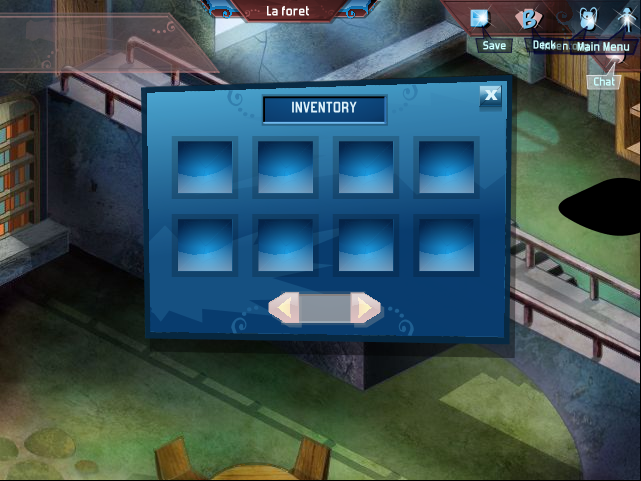 La foret
Save
Deck
Main Menu
Chat
INVENTORY
X